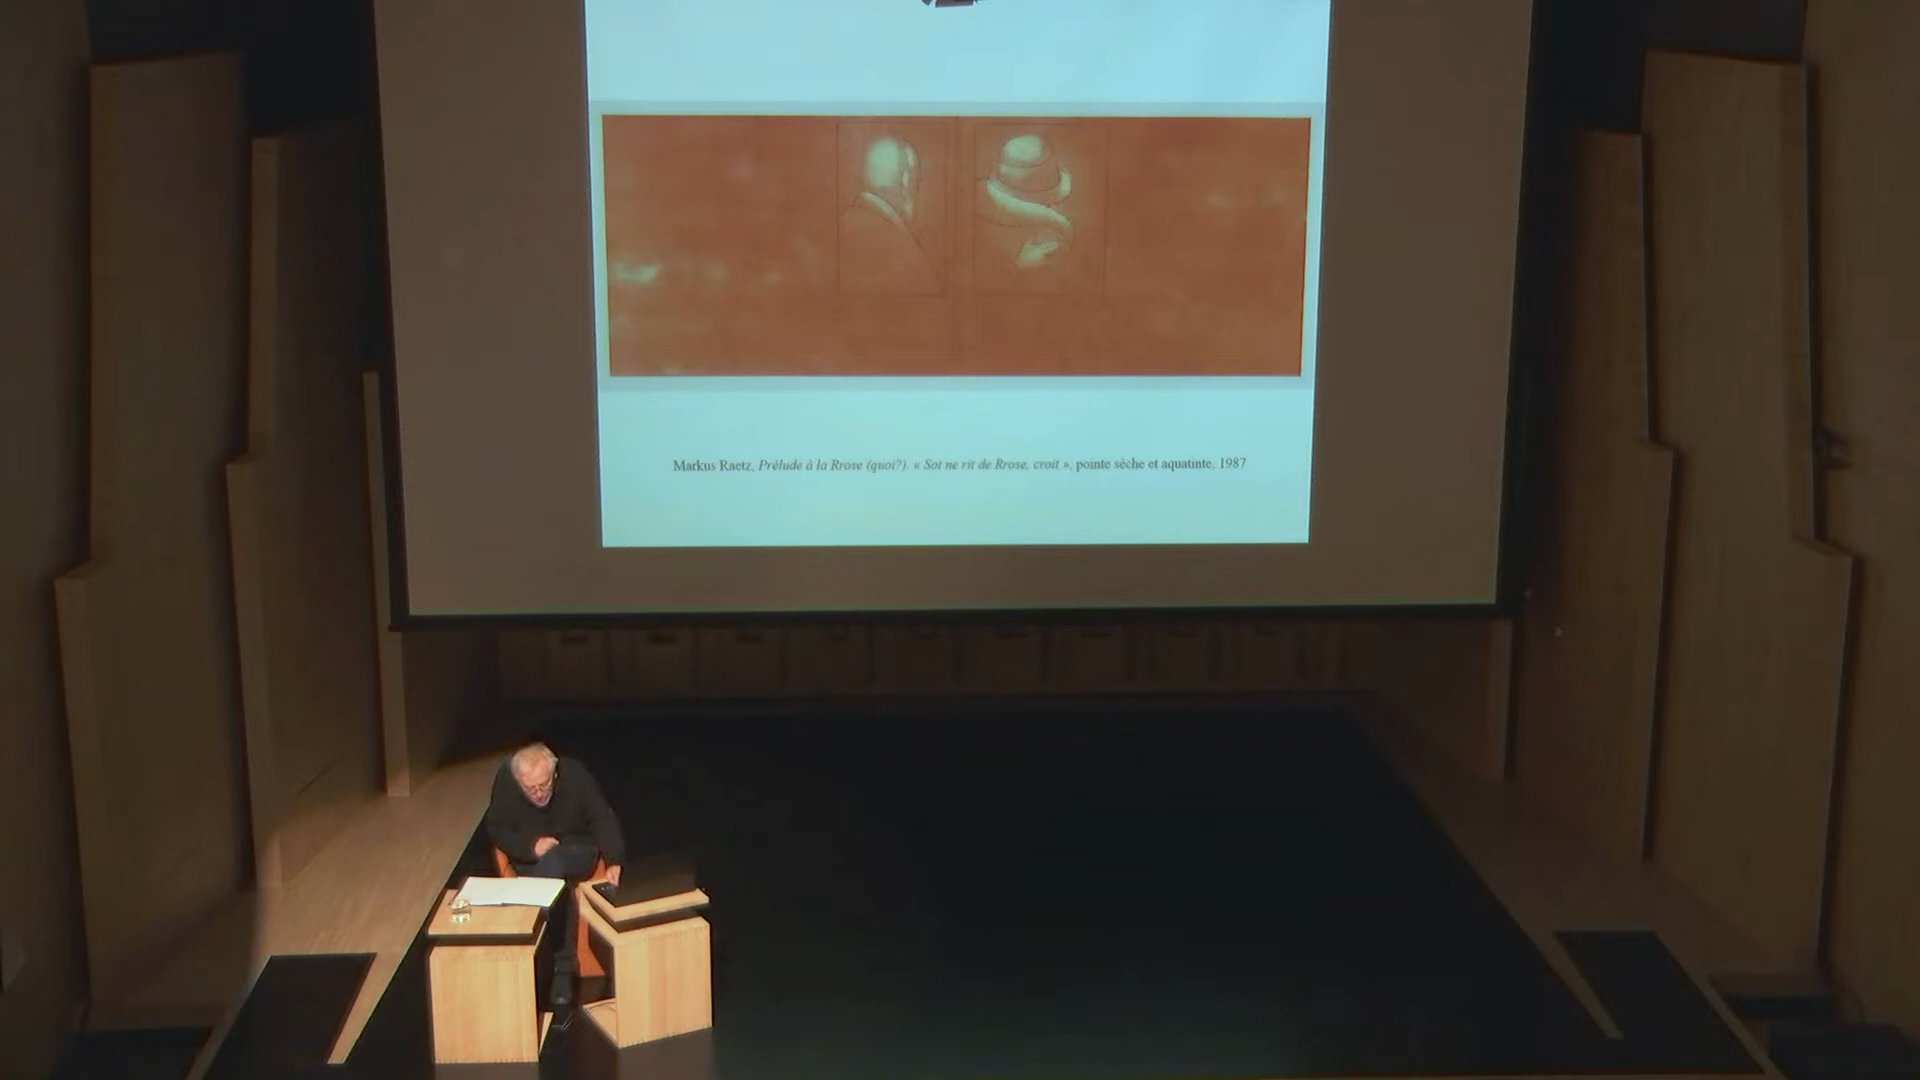 Markus Raetz, Prélude à la Rrose (quoi?). « Sot ne rit de Rrose, croit », pointe sèche et aquatinte, 1987